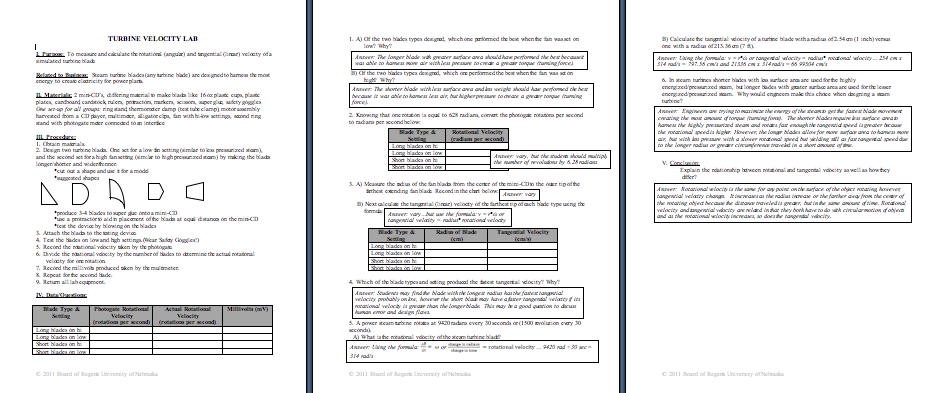 TURBINE VELOCITY LAB
I. Purpose: To measure and calculate the rotational (angular) and tangential (linear) velocity of a
simulated turbine blade.
Related to Business: Steam turbine blades (any turbine blade) are designed to harness the most
energy to create electricity for power plants.
II. Materials: 2 mini-CD's, differing material to make blades like 16 oz plastic cups, plastic
plates, cardboard, cardstock, rulers, protractors, markers, scissors, super glue, safety goggles
One set-up for all groups: ring stand thermometer clamp (test tube clamp) motor assembly
harvested from a CD player, multimeter, alligator clips, fan with hi-low settings, second ring
stand with photogate meter connected to an interface
III. Procedure:
1. Obtain materials.
2. Design two turbine blades. One set for a low fan setting (similar to less pressurized steam),
and the second set for a high fan setting (similar to high pressurized steam) by making the blades
longer/shorter and wider/thinner.
*cut out a shape and use it for a model
*suggested shapes
*produce 3-4 blades to super glue onto a mini-CD
*use a protractor to aid in placement of blades at equal distances on the mini-CD
*test the device by blowing on the blades
3. Attach the blades to the testing device.
4. Test the blades on low and high settings.(Wear Safety Goggles!)
5. Record the rotational velocity taken by the photogate.
6. Divide the rotational velocity by the number of blades to determine the actual rotational
velocity for one rotation.
7. Record the millivolts produced taken by the multimeter.
8. Repeat for the second blade.
9. Return all lab equipment.
IV. Data/Questions:
Blade Type & Setting
Photogate Rotational Velocity (rotations per second)
Actual Rotational Velocity (rotations per second)
Millivolts (mV)
Long blades on hi
Long blades on low
Short blades on hi
Short blades on low
© 2011 Board of Regents University of Nebraska
1. A) Of the two blades types designed, which one performed the best when the fan was set on
low? Why?
Answer: The longer blade with greater surface area should have performed the best because it
was able to harness more air with less pressure to create a greater torque (turning force).
B) Of the two blades types designed, which one performed the best when the fan was set on
high? Why?
Answer: The shorter blade with less surface area and less weight should have performed the best
because it was able to harness less air, but higher pressure to create a greater torque (turning
force).
2. Knowing that one rotation is equal to 6.28 radians, convert the photogate rotations per second
to radians per second below:
Blade Type & Setting
Rotational Velocity (radians per second)
Long blades on hi
Long blades on low
Short blades on hi
Short blades on low
Answer: vary, but the students should multiply
the number of revolutions by 6.28 radians
3. A) Measure the radius of the fan blades from the center of the mini-CD to the outer tip of the
farthest extending fan blade. Record in the chart below.
Answer: vary
B) Next calculate the tangential (linear) velocity of the farthest tip of each blade type using the
formula:
Answer: vary...but use the formula: v = r*ω or
tangential velocity = radius* rotational velocity
Blade Type & Setting
Radius of Blade (cm)
Tangential Velocity (cm/s)
Long blades on hi
Long blades on low
Short blades on hi
Short blades on low
4. Which of the blade types and setting produced the fastest tangential velocity? Why?
Answer: Students may find the blade with the longest radius has the fastest tangential
velocity probably on low, however the short blade may have a faster tangential velocity if its
rotational velocity is greater than the longer blade. This may be a good question to discuss
human error and design flaws.
5. A power steam turbine rotates at 9420 radians every 30 seconds or (1500 revolution every 30
seconds).
A) What is the rotational velocity of the steam turbine blade?
Answer: Using the formula: Δθ/Δt = ω or change in radians/change in time = rotational velocity ... 9420 rad ÷ 30 sec =
314 rad/s
© 2011 Board of Regents University of Nebraska
B) Calculate the tangential velocity of a turbine blade with a radius of 2.54 cm (1 inch) versus
one with a radius of 213.36 cm (7 ft).
Answer: Using the formula: v = r*ω or tangential velocity= radius* rotational velocity ... 2.54 cm *
314 rad/s = 797.56 cm/s and 213.36 cm * 314 rad/s = 66 995.04 cm/s
6. In steam turbines shorter blades with less surface area are used for the highly
energized/pressurized steam, but longer blades with greater surface area are used for the lesser
energized/pressurized steam. Why would engineers make this choice when designing a steam
turbine?
Answer: Engineers are trying to maximize the energy of the steam to get the fastest blade movement
creating the most amount of torque (turning force). The shorter blades require less surface area to
harness the highly pressurized steam and rotate fast enough the tangential speed is greater because
the rotational speed is higher. However, the longer blades allow for more surface area to harness more
air, but with less pressure with a slower rotational speed but yielding still as fast tangential speed due
to the longer radius or greater circumference traveled in a short amount of time.
V. Conclusion:
Explain the relationship between rotational and tangential velocity as well as how they
differ?
Answer: Rotational velocity is the same for any point on the surface of the object rotating however,
tangential velocity changes. It increases as the radius increase or the farther away from the center of
the rotating object because the distance traveled is greater, but in the same amount of time. Rotational
velocity and tangential velocity are related in that they both have to do with circular motion of objects
and as the rotational velocity increases, so does the tangential velocity.
© 2011 Board of Regents University of Nebraska